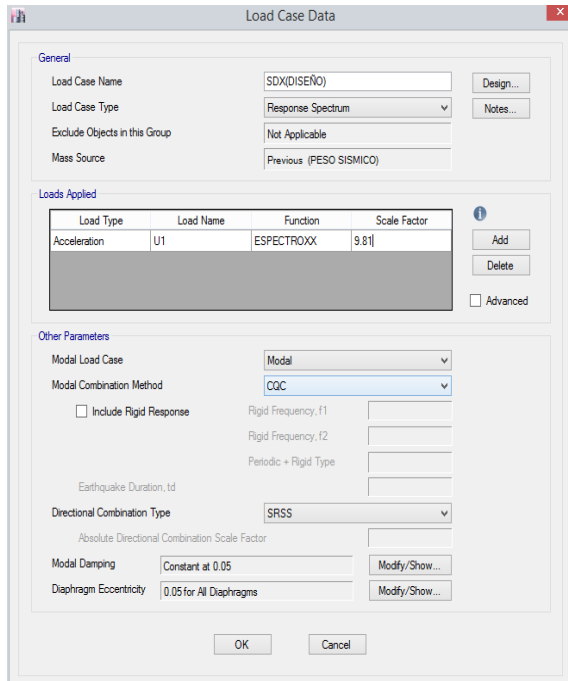 Load Case Data
General
Load Case Name SDX(DISEÑO) Design...
Load Case Type Response Spectrum Notes...
Exclude Objects in this Group Not Applicable
Mass Source Previous (PESO SISMICO)
Loads Applied
Load Type Load Name Function Scale Factor
Acceleration U1 ESPECTROXX 9.81 Add
Delete
Advanced
Other Parameters
Modal Load Case Modal
Modal Combination Method CQC
Include Rigid Response Rigid Frequency, f1
Rigid Frequency, f2
Periodic + Rigid Type
Earthquake Duration, td
Directional Combination Type SRSS
Absolute Directional Combination Scale Factor
Modal Damping Constant at 0.05 Modify/Show...
Diaphragm Eccentricity 0.05 for All Diaphragms Modify/Show...
OK Cancel